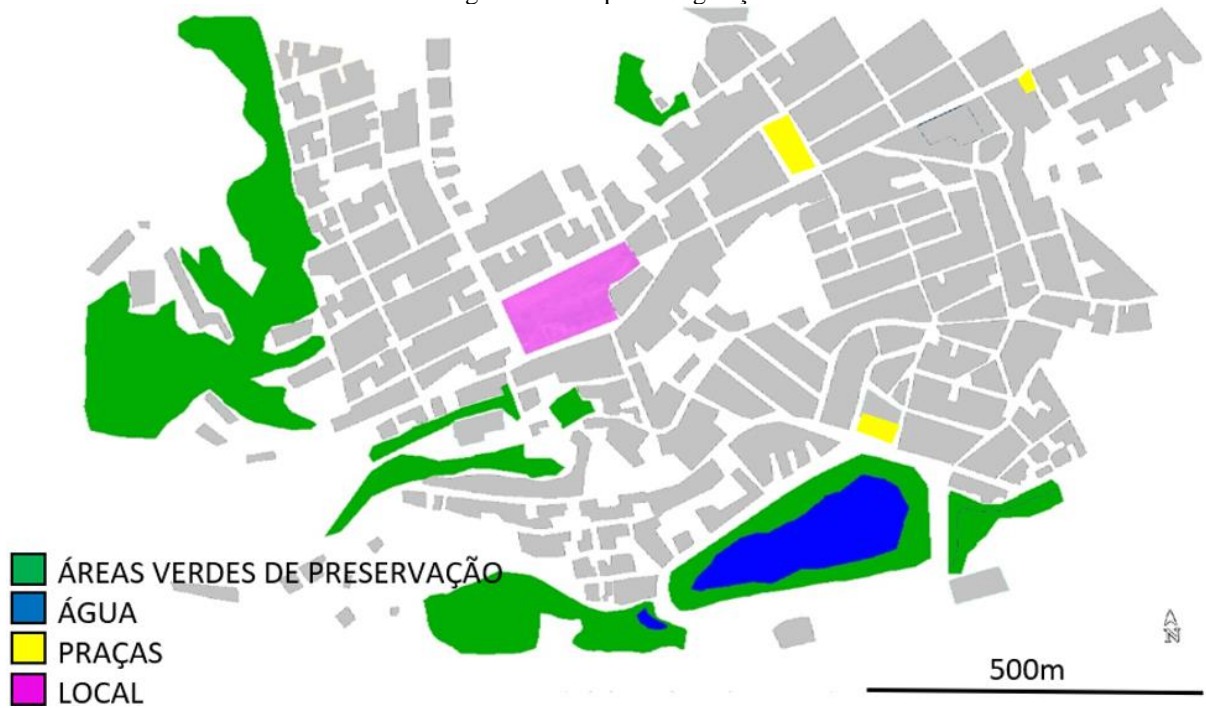 ÁREAS VERDES DE PRESERVAÇÃO
ÁGUA
PRAÇAS
LOCAL
N
500m